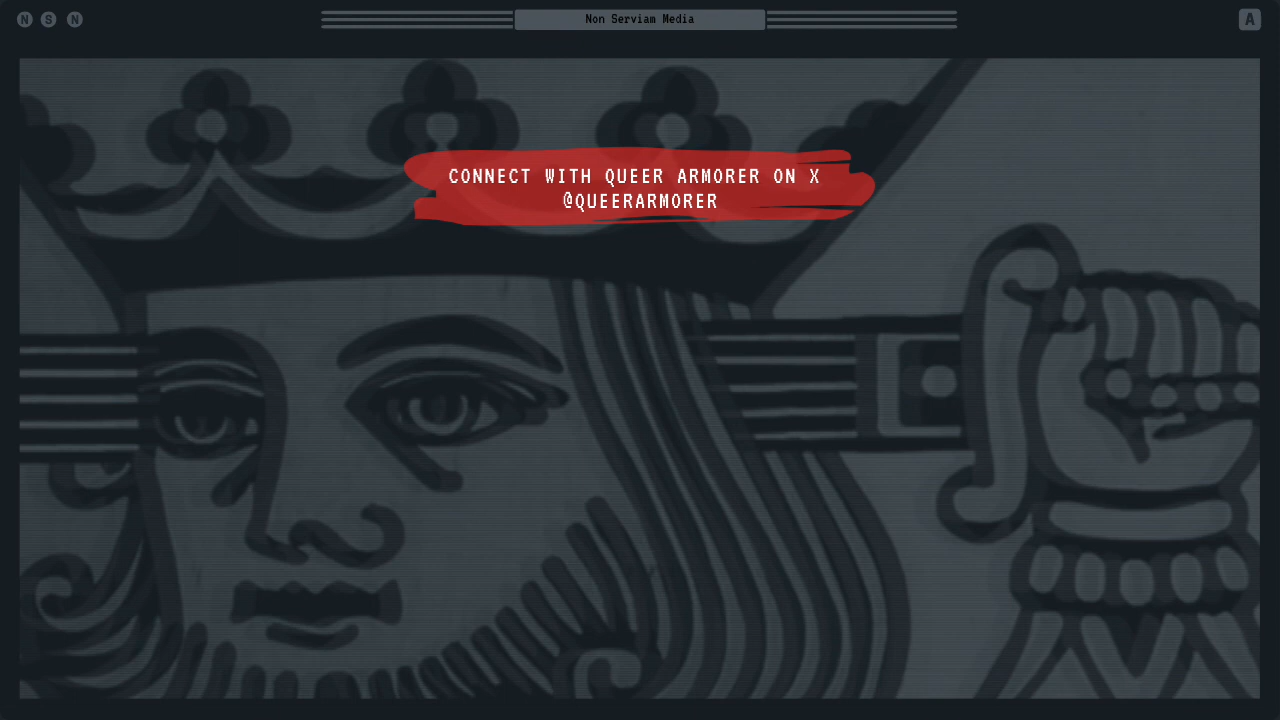 N S N
Non Serviam Media
A
CONNECT WITH QUEER ARMORER ON X
@QUEERARMORER